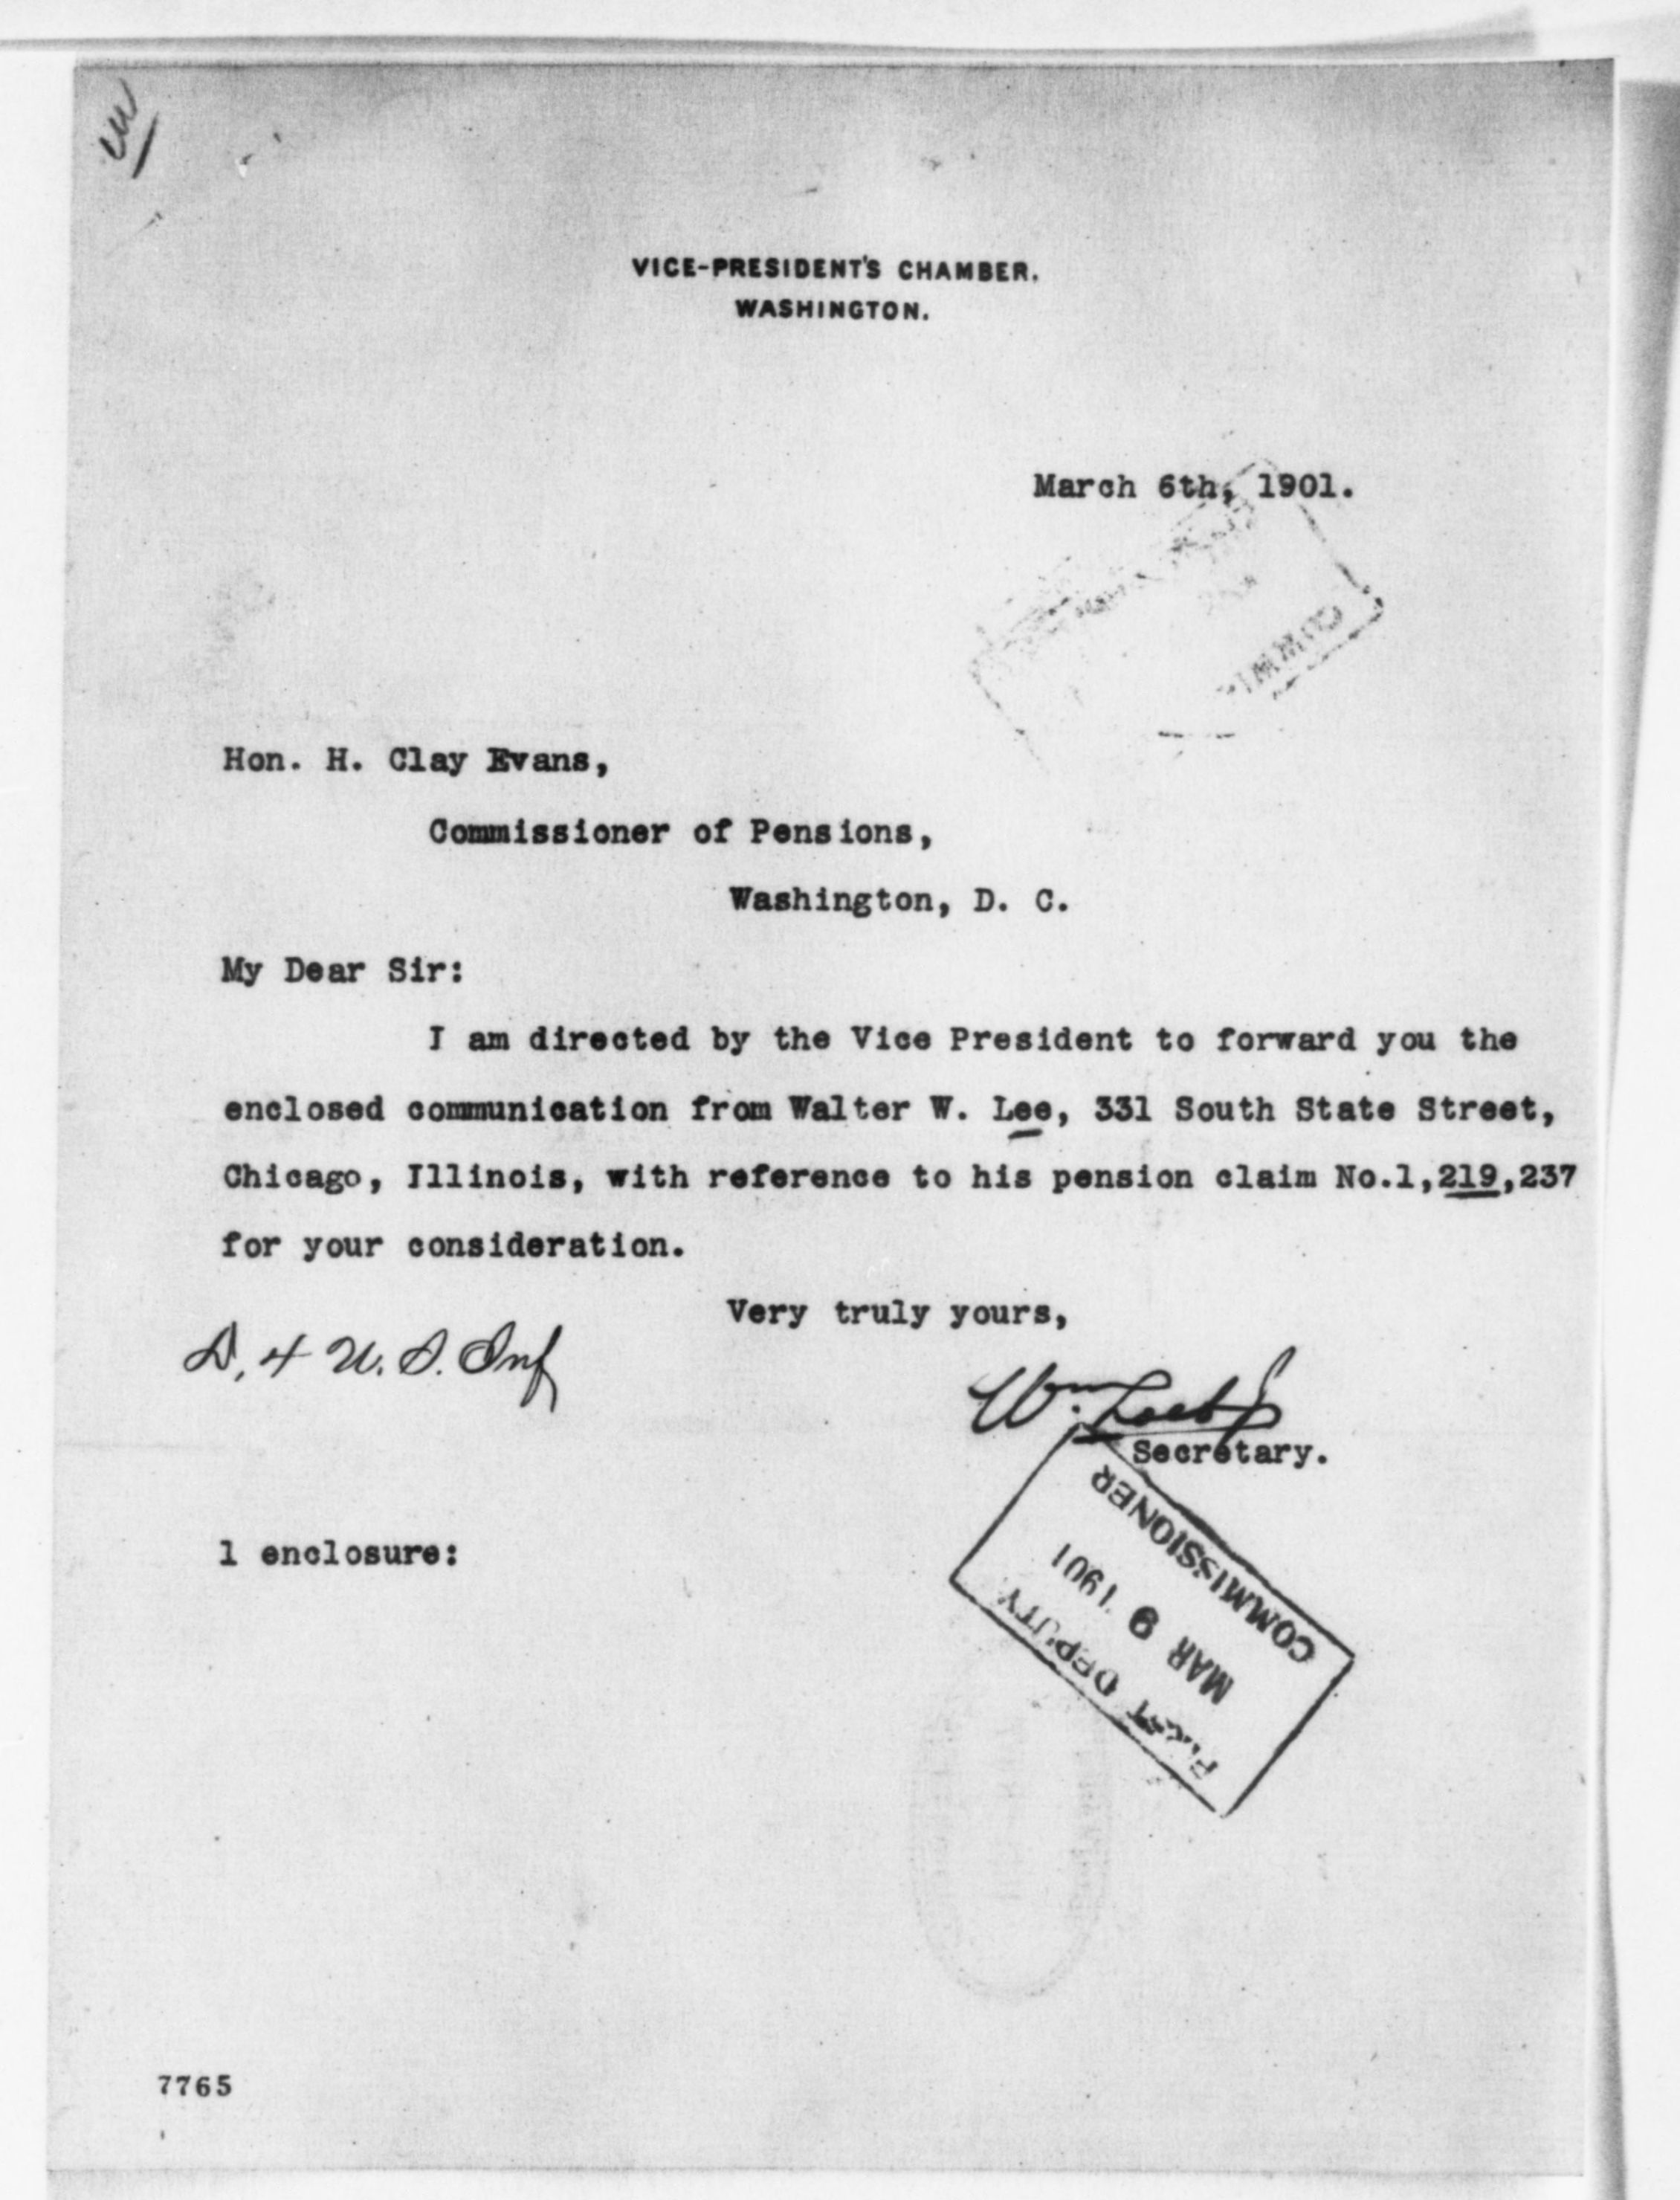 VICE-PRESIDENT'S CHAMBER.
WASHINGTON.
March 6th, 1901.
Hon. H. Clay Evans,
Commissioner of Pensions,
Washington, D. C.
My Dear Sir:
I am directed by the Vice President to forward you the
enclosed communication from Walter W. Lee, 331 South State Street,
Chicago, Illinois, with reference to his pension claim No.1,219,237
for your consideration.
Very truly yours,
D, 4 U. S. Inf
Wm. Loeb Jr
Secretary.
1 enclosure:
COMMISSIONER
MAR 9 1901
DEPUTY
7765